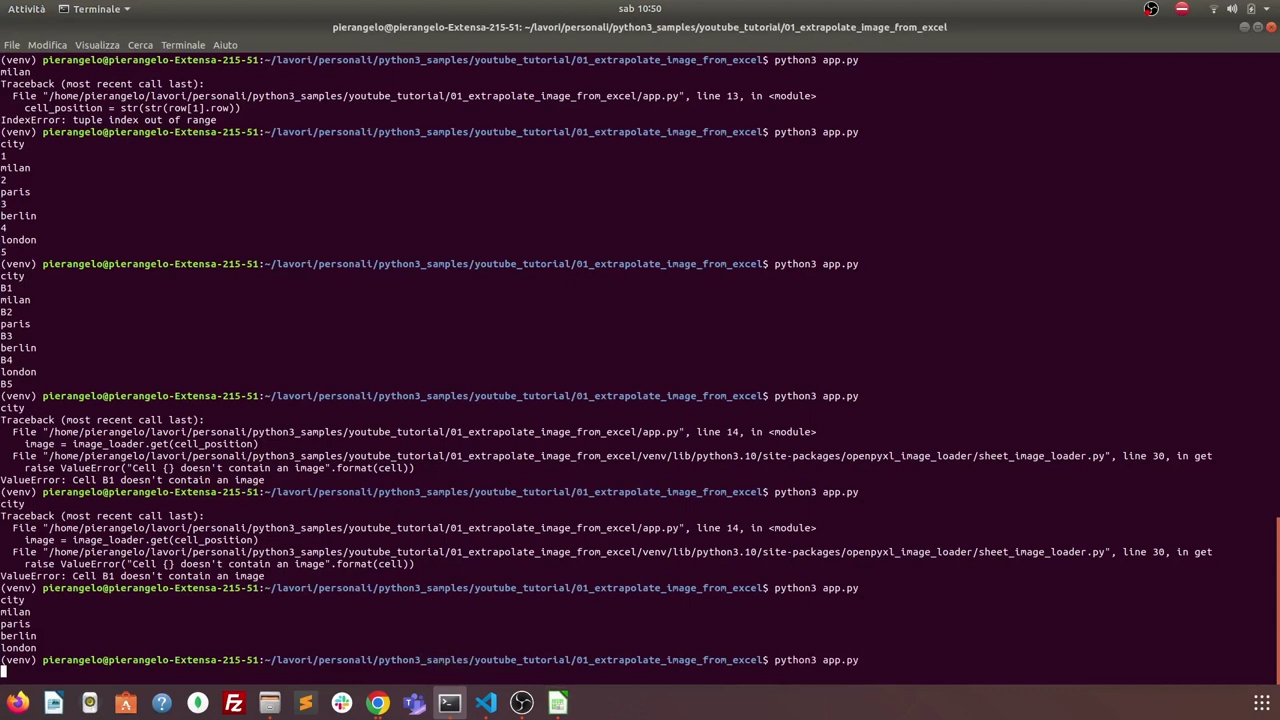 Attività Terminale sab 10:50
pierangelo@pierangelo-Extensa-215-51: ~/lavori/personali/python3_samples/youtube_tutorial/01_extrapolate_image_from_excel
File Modifica Visualizza Cerca Terminale Aiuto
(venv) pierangelo@pierangelo-Extensa-215-51:~/lavori/personali/python3_samples/youtube_tutorial/01_extrapolate_image_from_excel$ python3 app.py
milan
Traceback (most recent call last):
  File "/home/pierangelo/lavori/personali/python3_samples/youtube_tutorial/01_extrapolate_image_from_excel/app.py", line 13, in <module>
    cell_position = str(str(row[1].row))
IndexError: tuple index out of range
(venv) pierangelo@pierangelo-Extensa-215-51:~/lavori/personali/python3_samples/youtube_tutorial/01_extrapolate_image_from_excel$ python3 app.py
city
1
milan
2
paris
3
berlin
4
london
5
(venv) pierangelo@pierangelo-Extensa-215-51:~/lavori/personali/python3_samples/youtube_tutorial/01_extrapolate_image_from_excel$ python3 app.py
city
B1
milan
B2
paris
B3
berlin
B4
london
B5
(venv) pierangelo@pierangelo-Extensa-215-51:~/lavori/personali/python3_samples/youtube_tutorial/01_extrapolate_image_from_excel$ python3 app.py
city
Traceback (most recent call last):
  File "/home/pierangelo/lavori/personali/python3_samples/youtube_tutorial/01_extrapolate_image_from_excel/app.py", line 14, in <module>
    image = image_loader.get(cell_position)
  File "/home/pierangelo/lavori/personali/python3_samples/youtube_tutorial/01_extrapolate_image_from_excel/venv/lib/python3.10/site-packages/openpyxl_image_loader/sheet_image_loader.py", line 30, in get
    raise ValueError("Cell {} doesn't contain an image".format(cell))
ValueError: Cell B1 doesn't contain an image
(venv) pierangelo@pierangelo-Extensa-215-51:~/lavori/personali/python3_samples/youtube_tutorial/01_extrapolate_image_from_excel$ python3 app.py
city
Traceback (most recent call last):
  File "/home/pierangelo/lavori/personali/python3_samples/youtube_tutorial/01_extrapolate_image_from_excel/app.py", line 14, in <module>
    image = image_loader.get(cell_position)
  File "/home/pierangelo/lavori/personali/python3_samples/youtube_tutorial/01_extrapolate_image_from_excel/venv/lib/python3.10/site-packages/openpyxl_image_loader/sheet_image_loader.py", line 30, in get
    raise ValueError("Cell {} doesn't contain an image".format(cell))
ValueError: Cell B1 doesn't contain an image
(venv) pierangelo@pierangelo-Extensa-215-51:~/lavori/personali/python3_samples/youtube_tutorial/01_extrapolate_image_from_excel$ python3 app.py
city
milan
paris
berlin
london
(venv) pierangelo@pierangelo-Extensa-215-51:~/lavori/personali/python3_samples/youtube_tutorial/01_extrapolate_image_from_excel$ python3 app.py